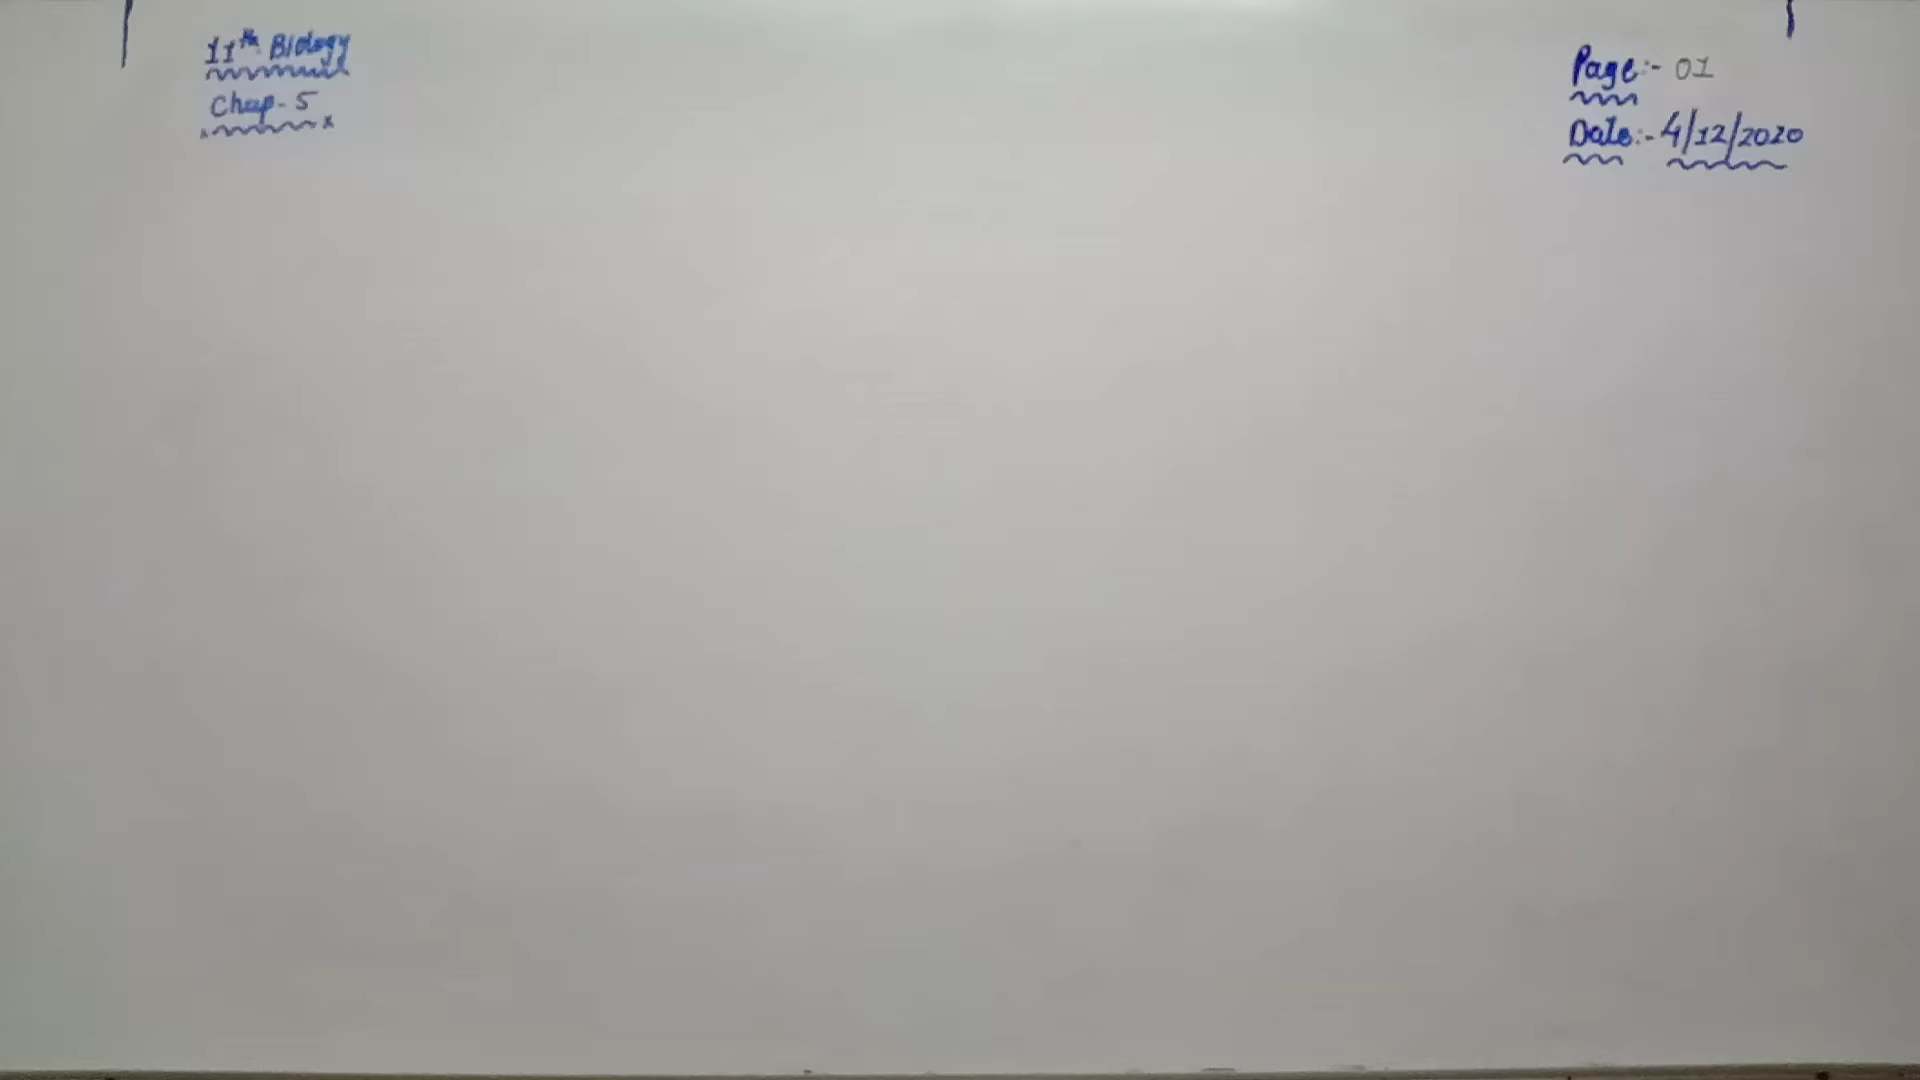 11th Biology
Chap- 5
Page:- 01
Date:- 4/12/2020